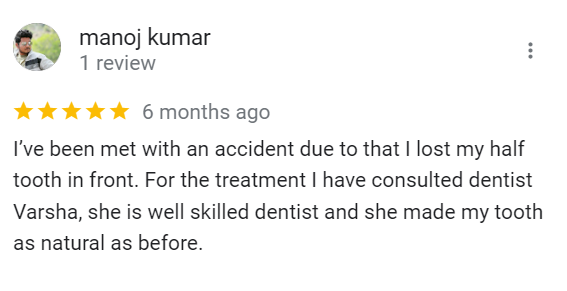 manoj kumar
1 review
6 months ago
I’ve been met with an accident due to that I lost my half
tooth in front. For the treatment I have consulted dentist
Varsha, she is well skilled dentist and she made my tooth
as natural as before.